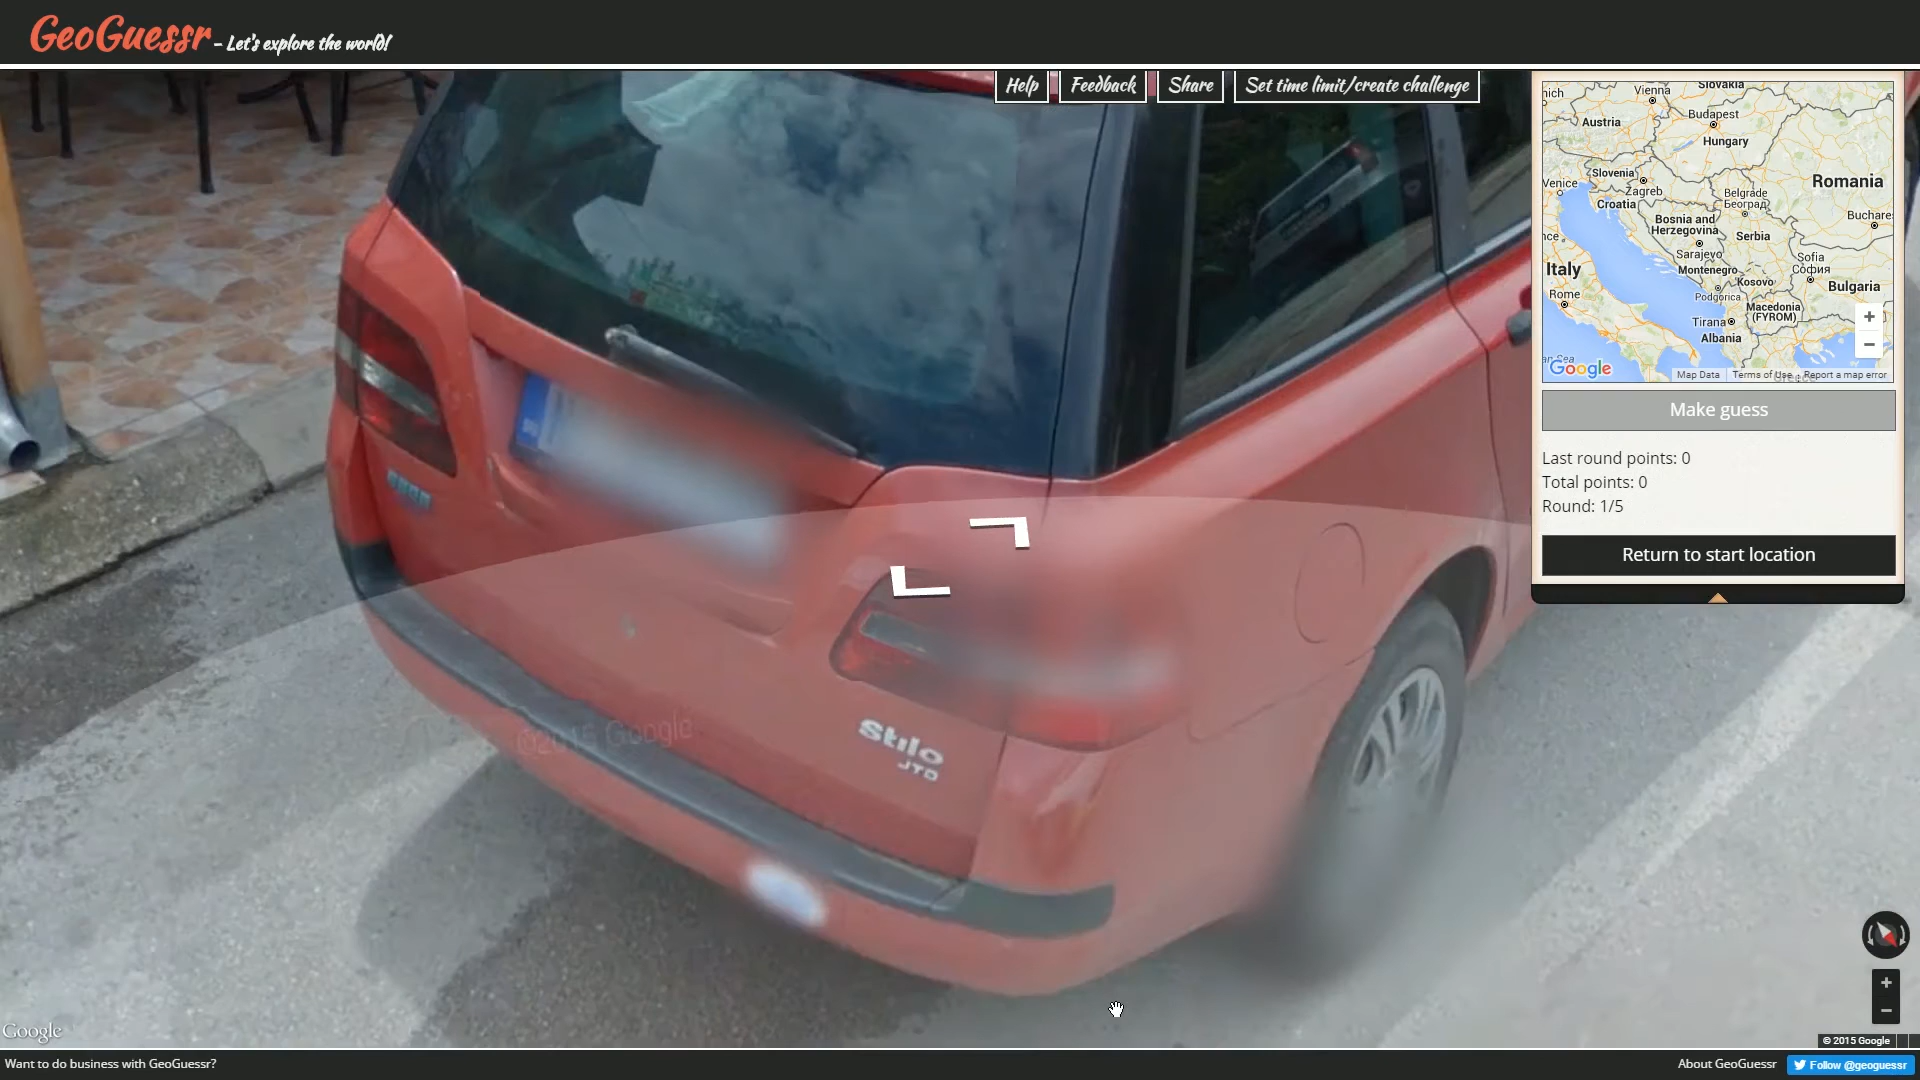 GeoGuessr - Let's explore the world!
Help
Feedback
Share
Set time limit/create challenge
Slovakia
Vienna
Budapest
Austria
Hungary
Slovenia
Zagreb
Venice
Croatia
Romania
Belgrade
Београд
Bosnia and
Herzegovina
Serbia
Sarajevo
Montenegro
Sofia
София
Italy
Rome
Kosovo
Podgorica
Bulgaria
Macedonia
(FYROM)
Tirana
Albania
Google
Map Data
Terms of Use
Report a map error
Make guess
Last round points: 0
Total points: 0
Round: 1/5
Return to start location
Stilo
JTD
©2015 Google
Google
© 2015 Google
Want to do business with GeoGuessr?
About GeoGuessr
Follow @geoguessr